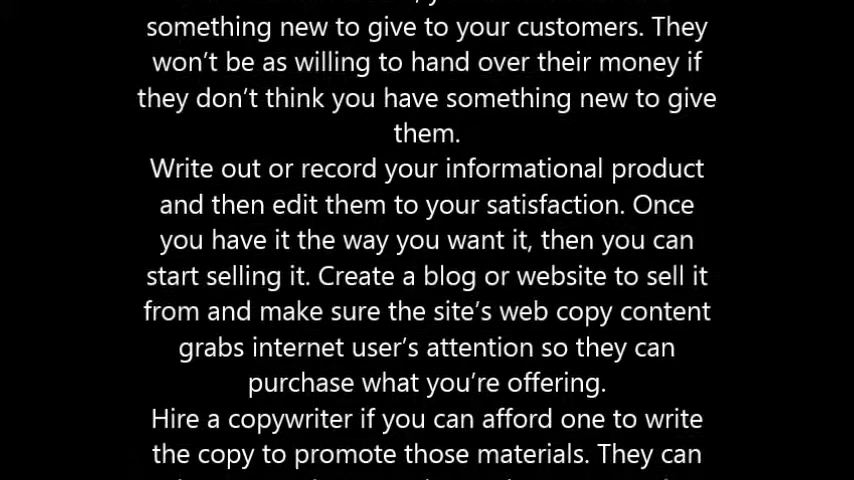 something new to give to your customers. They
won’t be as willing to hand over their money if
they don’t think you have something new to give
them.
Write out or record your informational product
and then edit them to your satisfaction. Once
you have it the way you want it, then you can
start selling it. Create a blog or website to sell it
from and make sure the site’s web copy content
grabs internet user’s attention so they can
purchase what you’re offering.
Hire a copywriter if you can afford one to write
the copy to promote those materials. They can